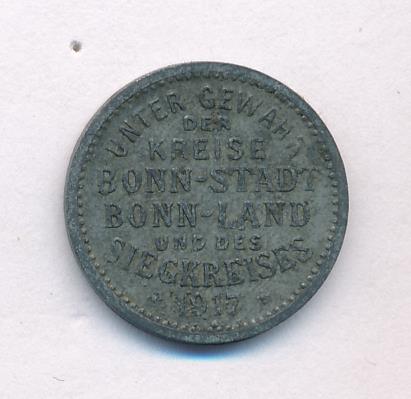 UNTER GEWÄHR
DER
KREISE
BONN-STADT
BONN-LAND
UND DES
SIEGKREISES
1917